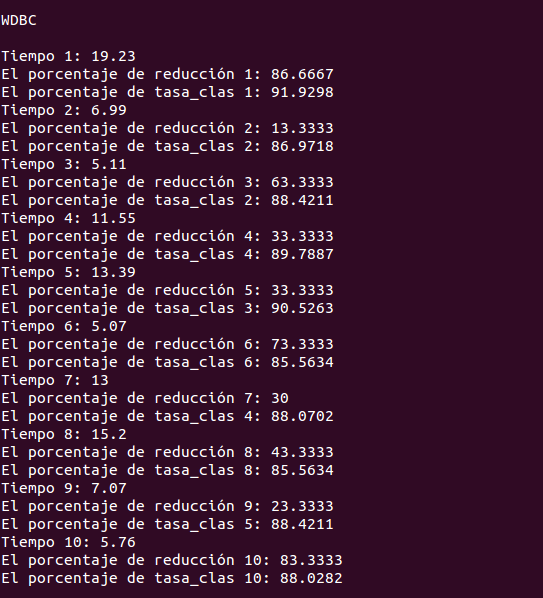 WDBC
Tiempo 1: 19.23
El porcentaje de reducción 1: 86.6667
El porcentaje de tasa_clas 1: 91.9298
Tiempo 2: 6.99
El porcentaje de reducción 2: 13.3333
El porcentaje de tasa_clas 2: 86.9718
Tiempo 3: 5.11
El porcentaje de reducción 3: 63.3333
El porcentaje de tasa_clas 2: 88.4211
Tiempo 4: 11.55
El porcentaje de reducción 4: 33.3333
El porcentaje de tasa_clas 4: 89.7887
Tiempo 5: 13.39
El porcentaje de reducción 5: 33.3333
El porcentaje de tasa_clas 3: 90.5263
Tiempo 6: 5.07
El porcentaje de reducción 6: 73.3333
El porcentaje de tasa_clas 6: 85.5634
Tiempo 7: 13
El porcentaje de reducción 7: 30
El porcentaje de tasa_clas 4: 88.0702
Tiempo 8: 15.2
El porcentaje de reducción 8: 43.3333
El porcentaje de tasa_clas 8: 85.5634
Tiempo 9: 7.07
El porcentaje de reducción 9: 23.3333
El porcentaje de tasa_clas 5: 88.4211
Tiempo 10: 5.76
El porcentaje de reducción 10: 83.3333
El porcentaje de tasa_clas 10: 88.0282